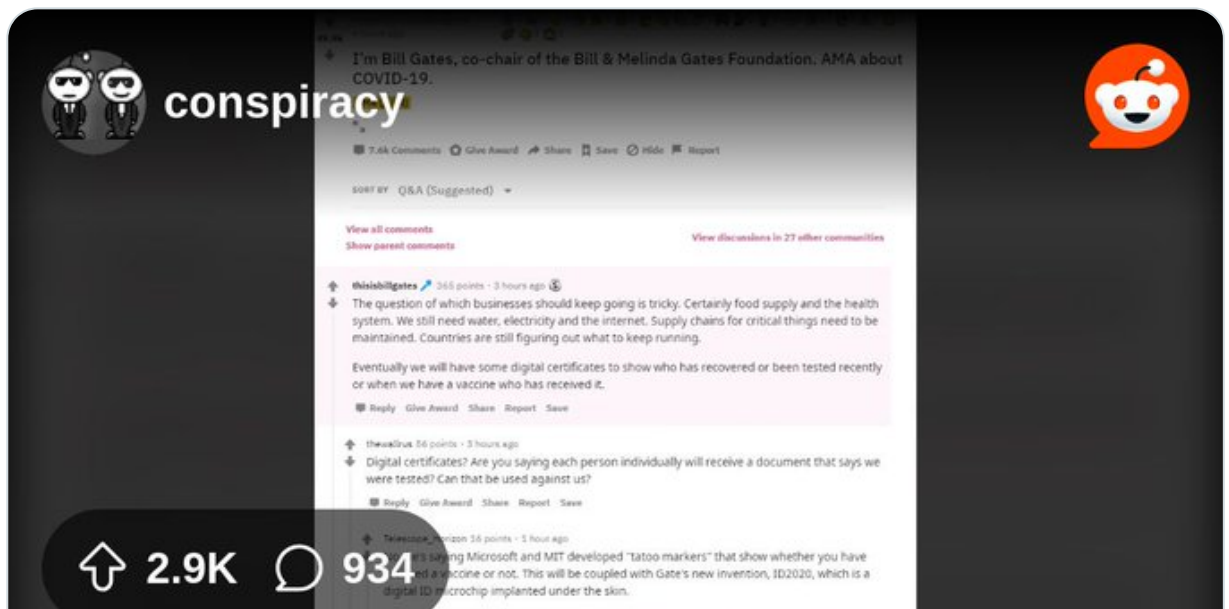 conspiracy
I'm Bill Gates, co-chair of the Bill & Melinda Gates Foundation. AMA about
COVID-19.
7.6k Comments Give Award Share Save Hide Report
SORT BY Q&A (Suggested)
View all comments
Show parent comments
View discussions in 27 other communities
thisisbillgates 365 points · 3 hours ago
The question of which businesses should keep going is tricky. Certainly food supply and the health
system. We still need water, electricity and the internet. Supply chains for critical things need to be
maintained. Countries are still figuring out what to keep running.
Eventually we will have some digital certificates to show who has recovered or been tested recently
or when we have a vaccine who has received it.
Reply Give Award Share Report Save
56 points · 3 hours ago
Digital certificates? Are you saying each person individually will receive a document that says we
were tested? Can that be used against us?
Reply Give Award Share Report Save
16 points · 1 hour ago
saying Microsoft and MIT developed "tatoo markers" that show whether you have
a vaccine or not. This will be coupled with Gate's new invention, ID2020, which is a
digital ID microchip implanted under the skin.
2.9K 934